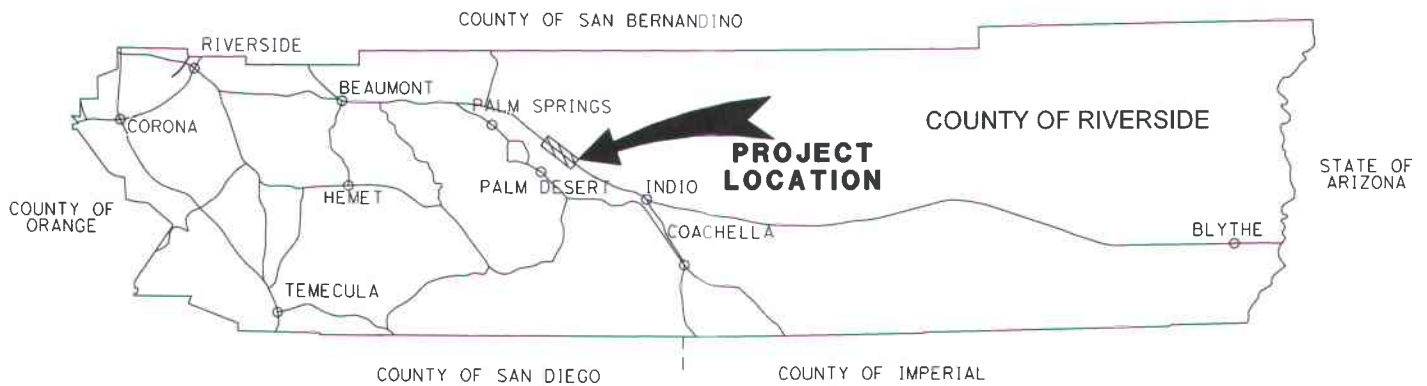 COUNTY OF SAN BERNANDINO
RIVERSIDE
BEAUMONT
PALM SPRINGS
CORONA
COUNTY OF RIVERSIDE
PROJECT
LOCATION
STATE OF
ARIZONA
PALM DESERT
INDIO
HEMET
COUNTY OF
ORANGE
COACHELLA
BLYTHE
TEMECULA
COUNTY OF SAN DIEGO
COUNTY OF IMPERIAL